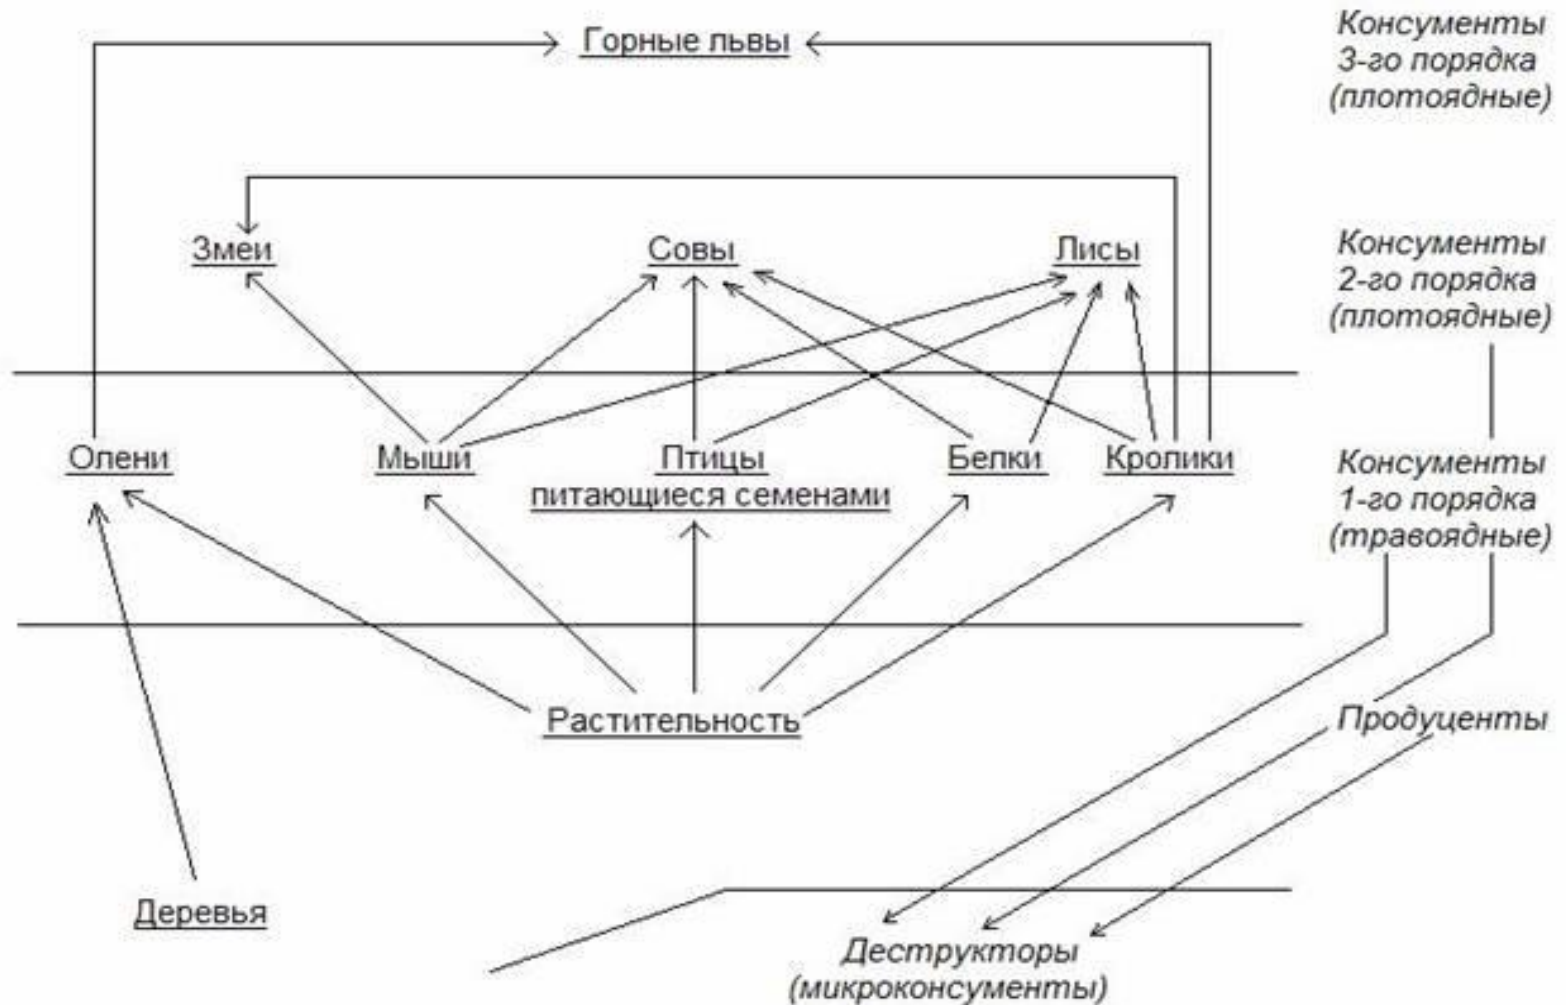 Горные львы
Консументы
3-го порядка
(плотоядные)
Змеи
Совы
Лисы
Консументы
2-го порядка
(плотоядные)
Олени
Мыши
Птицы
питающиеся семенами
Белки
Кролики
Консументы
1-го порядка
(травоядные)
Растительность
Продуценты
Деревья
Деструкторы
(микроконсументы)